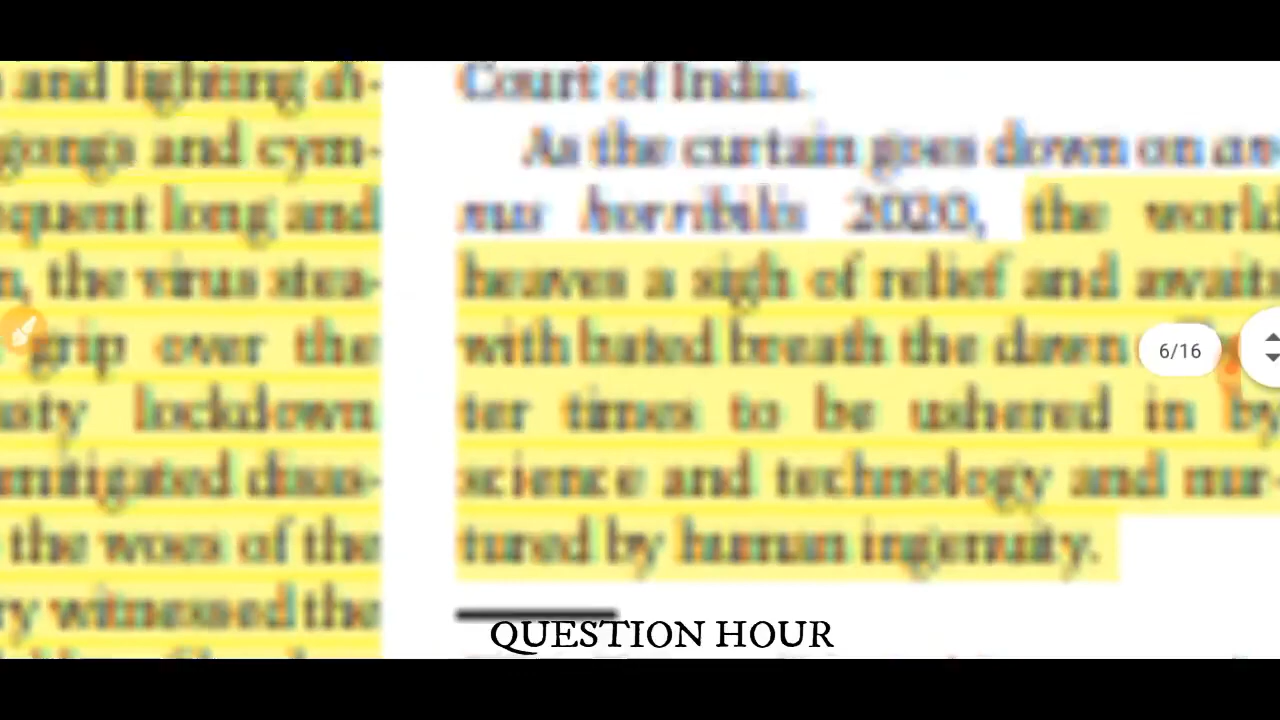 and lighting di-
gongs and cym-
quent long and
the virus stea-
grip over the
lockdown
mitigated disas-
the woes of the
witnessed the
Court of India.
As the curtain goes down on an-
nus horribilis 2020, the world
heaves a sigh of relief and awaits
with bated breath the dawn
ter times to be ushered in by
science and technology and nur-
tured by human ingenuity.
6/16
QUESTION HOUR